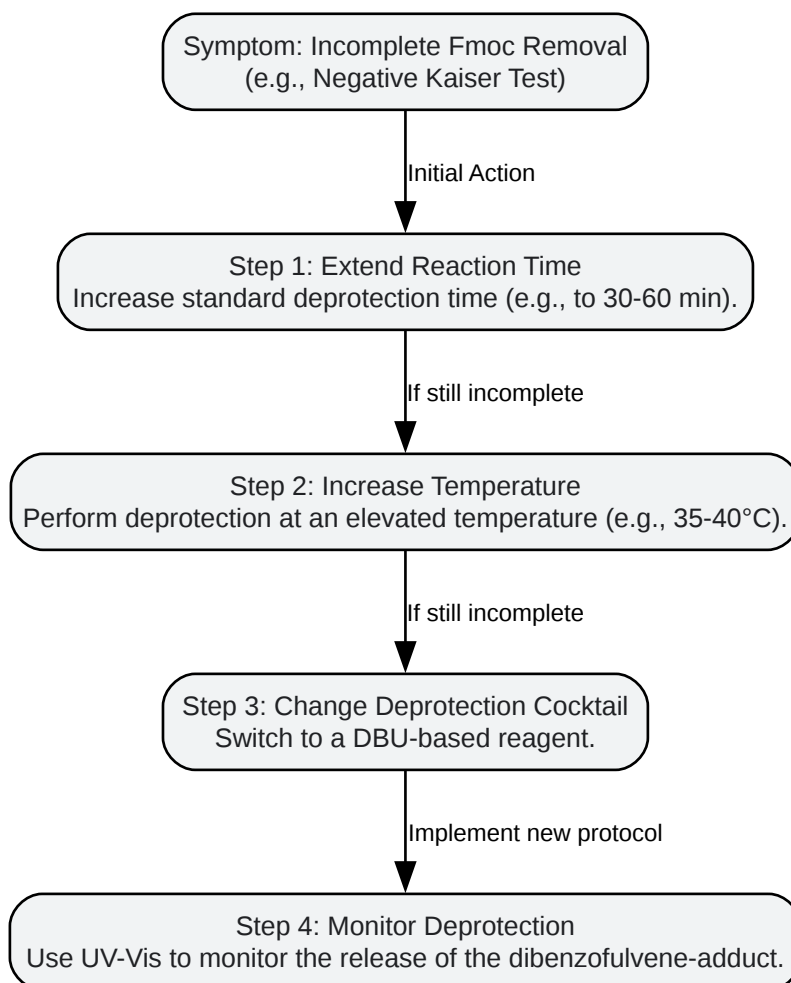 Symptom: Incomplete Fmoc Removal
(e.g., Negative Kaiser Test)
Initial Action
Step 1: Extend Reaction Time
Increase standard deprotection time (e.g., to 30-60 min).
If still incomplete
Step 2: Increase Temperature
Perform deprotection at an elevated temperature (e.g., 35-40°C).
If still incomplete
Step 3: Change Deprotection Cocktail
Switch to a DBU-based reagent.
Implement new protocol
Step 4: Monitor Deprotection
Use UV-Vis to monitor the release of the dibenzofulvene-adduct.